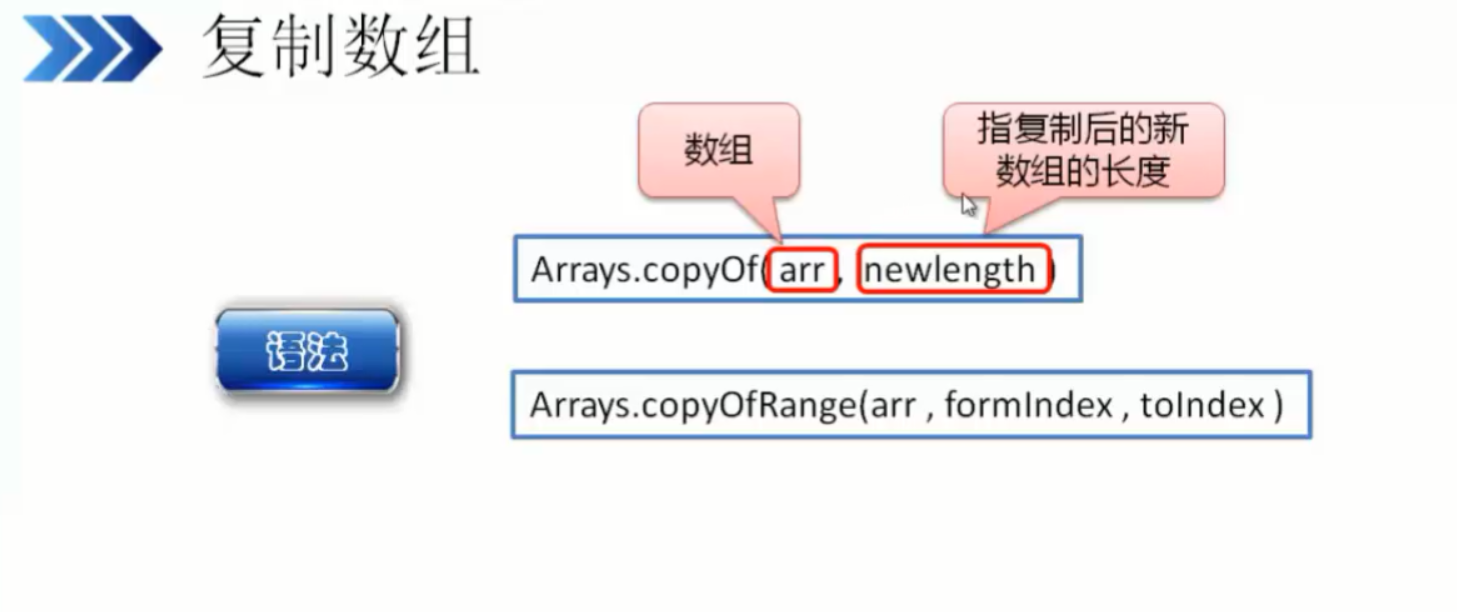 复制数组
数组
指复制后的新
数组的长度
Arrays.copyOf( arr , newlength )
语法
Arrays.copyOfRange(arr , formIndex , toIndex )